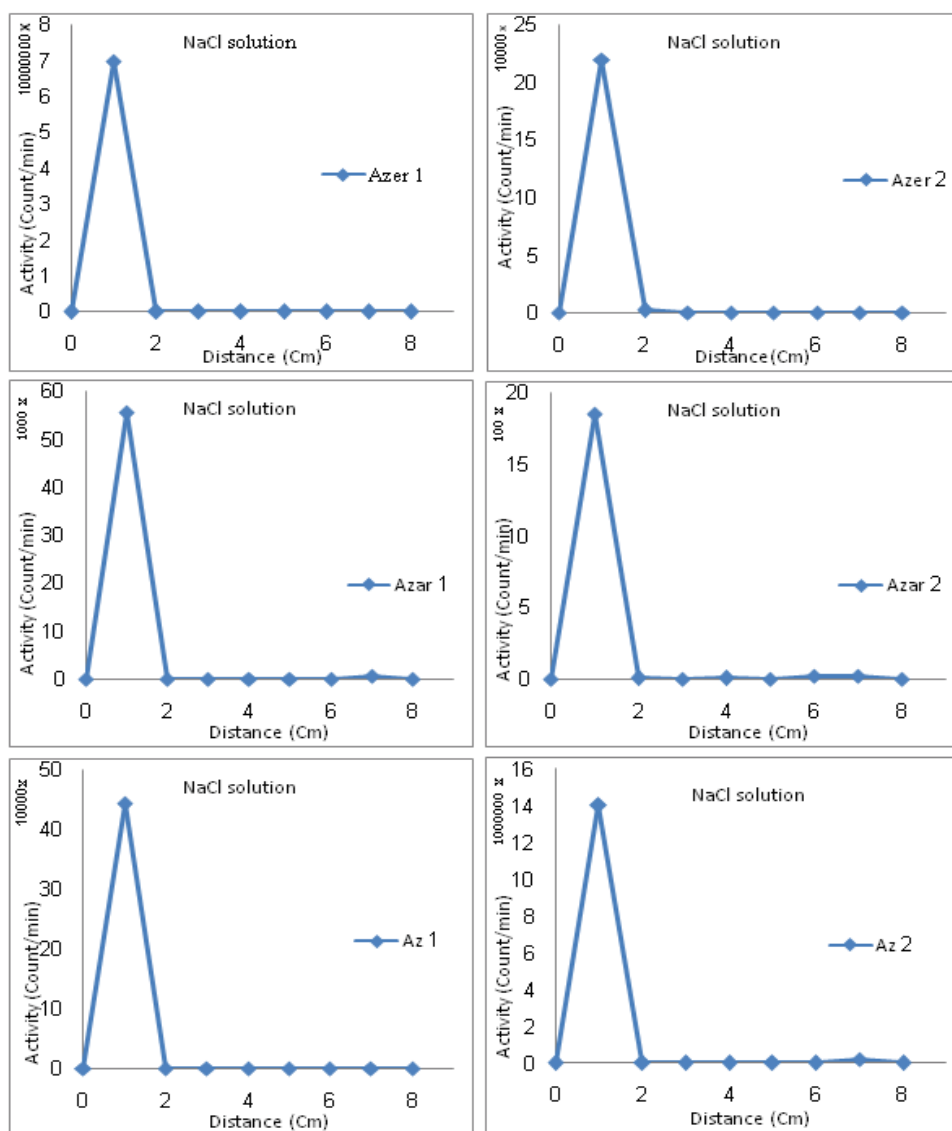 NaCl solution
10000000x
Activity (Count/min)
8
7
6
5
4
3
2
1
0
Azer 1
0 2 4 6 8
Distance (Cm)
NaCl solution
10000x
Activity (Count/min)
25
20
15
10
5
0
Azer 2
0 2 4 6 8
Distance (Cm)
NaCl solution
1000 x
Activity (Count/min)
60
50
40
30
20
10
0
Azar 1
0 2 4 6 8
Distance (Cm)
NaCl solution
100 x
Activity (Count/min)
20
15
10
5
0
Azar 2
0 2 4 6 8
Distance (Cm)
NaCl solution
10000x
Activity (Count/min)
50
40
30
20
10
0
Az 1
0 2 4 6 8
Distance (Cm)
NaCl solution
1000000 x
Activity (Count/min)
16
14
12
10
8
6
4
2
0
Az 2
0 2 4 6 8
Distance (Cm)